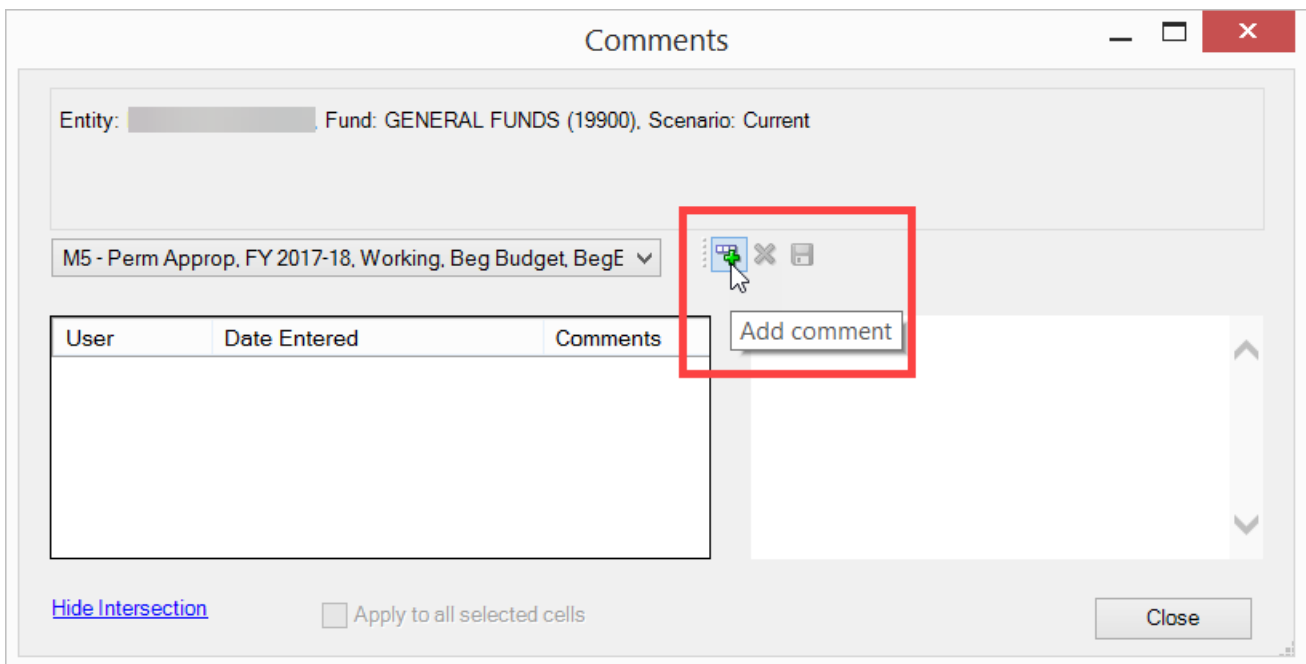 Comments
Entity: , Fund: GENERAL FUNDS (19900), Scenario: Current
M5 - Perm Approp, FY 2017-18, Working, Beg Budget, BegE
Add comment
User Date Entered Comments
Hide Intersection Apply to all selected cells Close